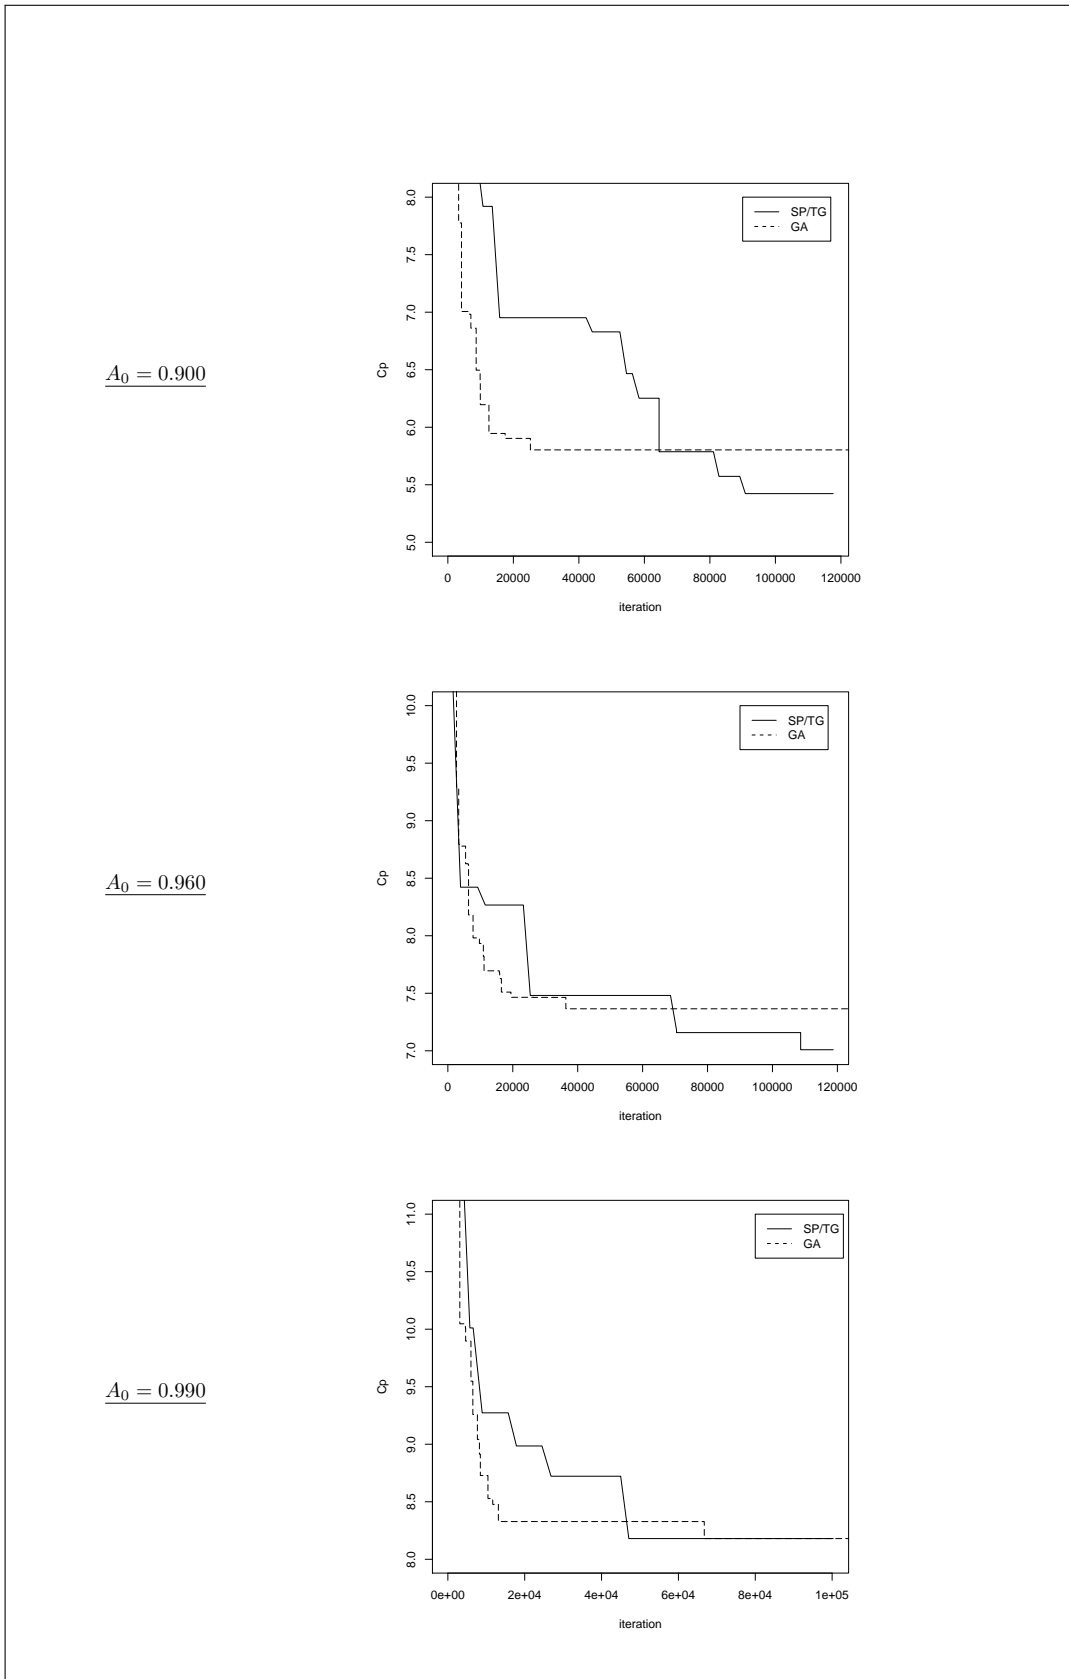 A₀ = 0.900
8.0
7.5
7.0
6.5
6.0
5.5
5.0
Cp
SP/TG
GA
0 20000 40000 60000 80000 100000 120000
iteration
A₀ = 0.960
10.0
9.5
9.0
8.5
8.0
7.5
7.0
Cp
SP/TG
GA
0 20000 40000 60000 80000 100000 120000
iteration
A₀ = 0.990
11.0
10.5
10.0
9.5
9.0
8.5
8.0
Cp
SP/TG
GA
0e+00 2e+04 4e+04 6e+04 8e+04 1e+05
iteration